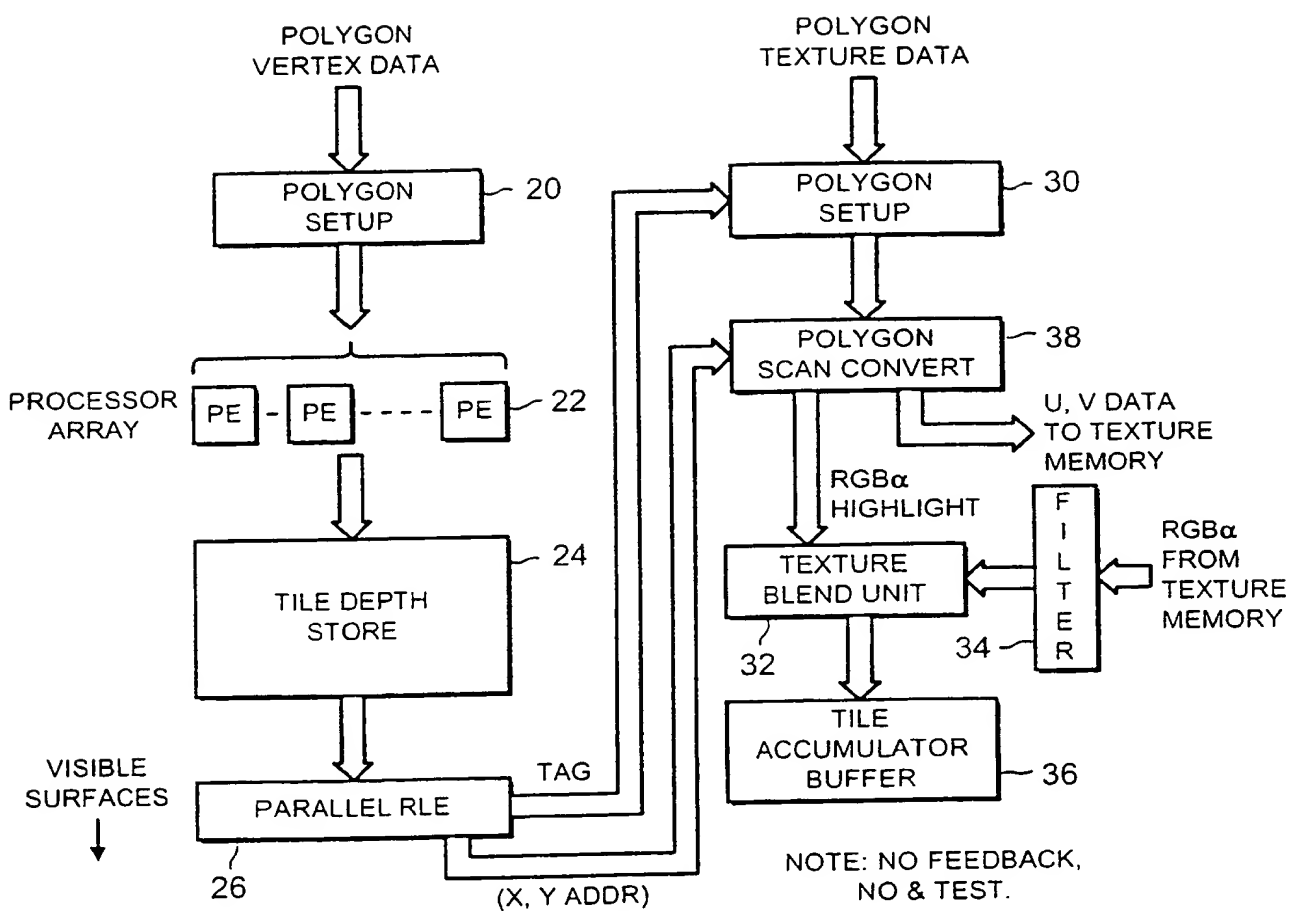 POLYGON
VERTEX DATA
POLYGON
SETUP
20
PROCESSOR
ARRAY
PE
PE
PE
22
TILE DEPTH
STORE
24
VISIBLE
SURFACES
PARALLEL RLE
26
TAG
(X, Y ADDR)
POLYGON
TEXTURE DATA
POLYGON
SETUP
30
POLYGON
SCAN CONVERT
38
U, V DATA
TO TEXTURE
MEMORY
RGBα
HIGHLIGHT
TEXTURE
BLEND UNIT
32
FILTER
34
RGBα
FROM
TEXTURE
MEMORY
TILE
ACCUMULATOR
BUFFER
36
NOTE: NO FEEDBACK,
NO & TEST.